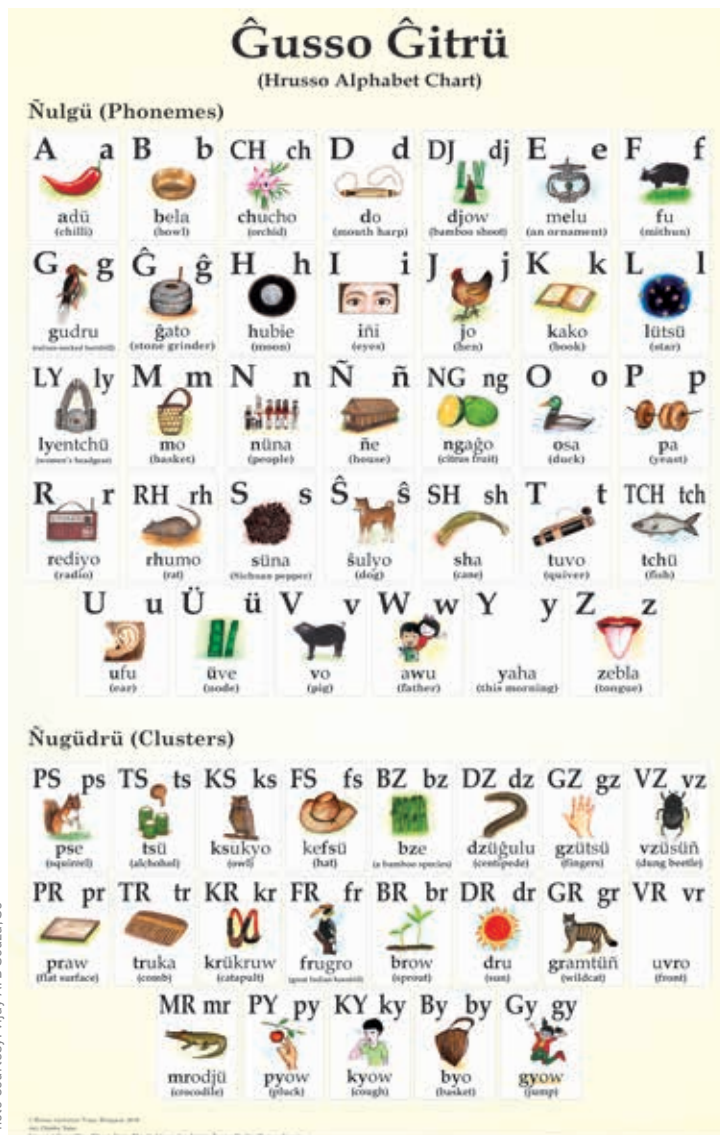 Ĝusso Ĝitrü
(Hrusso Alphabet Chart)
Ñulgü (Phonemes)
A a B b CH ch D d DJ dj E e F f
adü bela chucho do djow melu fu
(chilli) (bowl) (orchid) (mouth harp) (bamboo shoot) (an ornament) (mithun)
G g Ĝ ĝ H h I i J j K k L l
gudru ĝato hubie iñi jo kako lütsü
(rufous-necked hornbill) (stone grinder) (moon) (eyes) (hen) (book) (star)
LY ly M m N n Ñ ñ NG ng O o P p
lyentchü mo nüna ñe ngaĝo osa pa
(women's headgear) (basket) (people) (house) (citrus fruit) (duck) (yeast)
R r RH rh S s Ŝ ŝ SH sh T t TCH tch
rediyo rhumo süna ŝulyo sha tuvo tchü
(radio) (rat) (Sichuan pepper) (dog) (cane) (quiver) (fish)
U u Ü ü V v W w Y y Z z
ufu üve vo awu yaha zebla
(ear) (node) (pig) (father) (this morning) (tongue)
Ñugüdrü (Clusters)
PS ps TS ts KS ks FS fs BZ bz DZ dz GZ gz VZ vz
pse tsü ksukyo kefsü bze dzüĝulu gzütsü vzüsüñ
(squirrel) (alchohol) (owl) (hat) (a bamboo species) (centipede) (fingers) (dung beetle)
PR pr TR tr KR kr FR fr BR br DR dr GR gr VR vr
praw truka krükruw frugro brow dru gramtüñ uvro
(flat surface) (comb) (catapult) (great Indian hornbill) (sprout) (sun) (wildcat) (front)
MR mr PY py KY ky By by Gy gy
mrodjü pyow kyow byo gyow
(crocodile) (pluck) (cough) (basket) (jump)